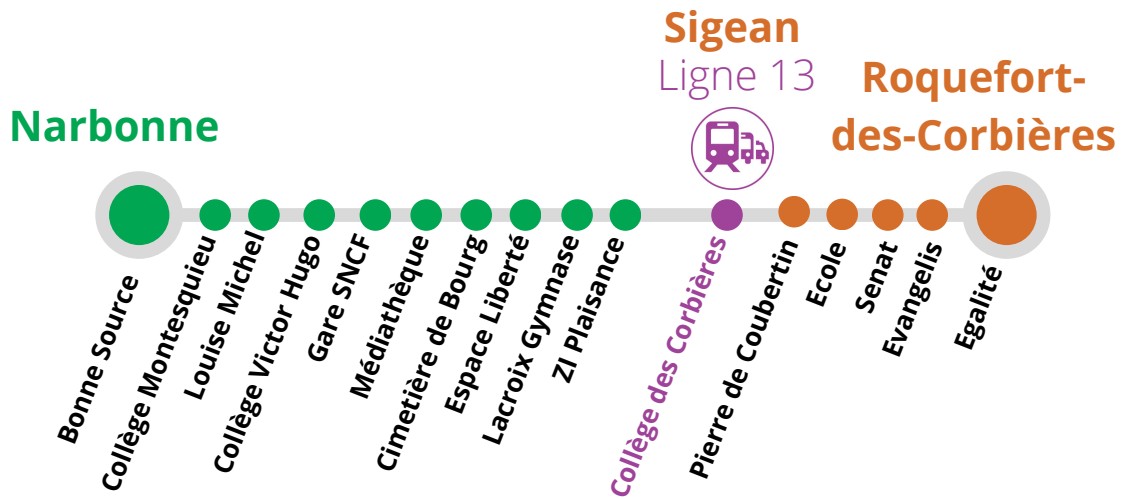 Sigean
Ligne 13
Roquefort-
des-Corbières
Narbonne
Bonne Source
Collège Montesquieu
Louise Michel
Collège Victor Hugo
Gare SNCF
Médiathèque
Cimetière de Bourg
Espace Liberté
Lacroix Gymnase
ZI Plaisance
Collège des Corbières
Pierre de Coubertin
Ecole
Senat
Evangelis
Egalité